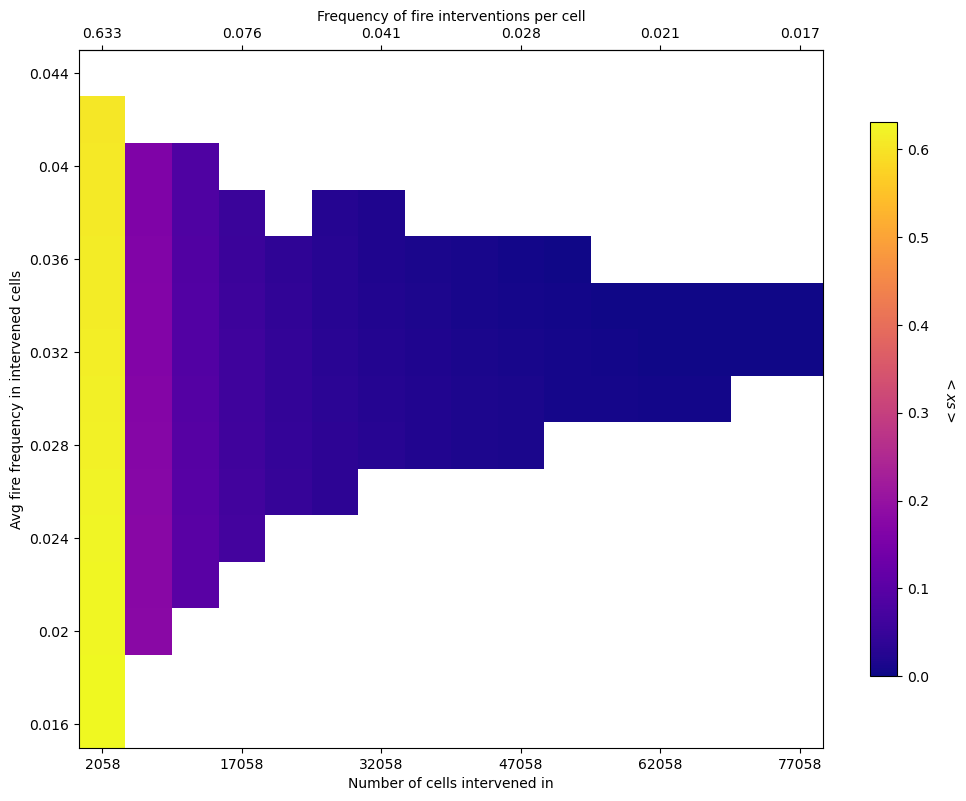 Frequency of fire interventions per cell
0.633 0.076 0.041 0.028 0.021 0.017
0.044
0.04
0.036
0.032
0.028
0.024
0.02
0.016
Avg fire frequency in intervened cells
2058 17058 32058 47058 62058 77058
Number of cells intervened in
0.6
0.5
0.4
0.3
0.2
0.1
0.0
<xs>